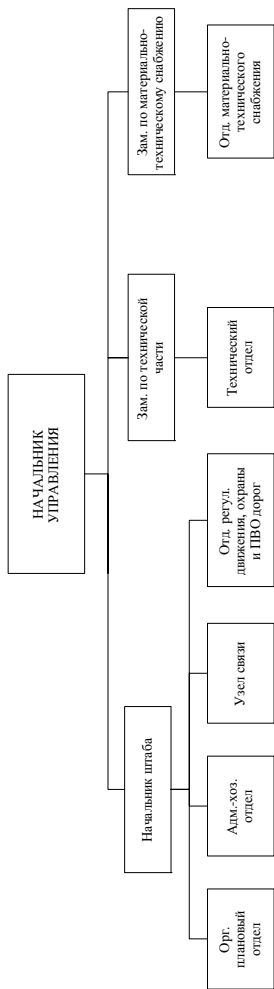 НАЧАЛЬНИК
УПРАВЛЕНИЯ
Начальник штаба
Зам. по технической
части
Зам. по материально-
техническому снабжению
Орг.
плановый
отдел
Адм.-хоз.
отдел
Узел связи
Отд. регул.
движения, охраны
и ПВО дорог
Технический
отдел
Отд. материально-
технического
снабжения